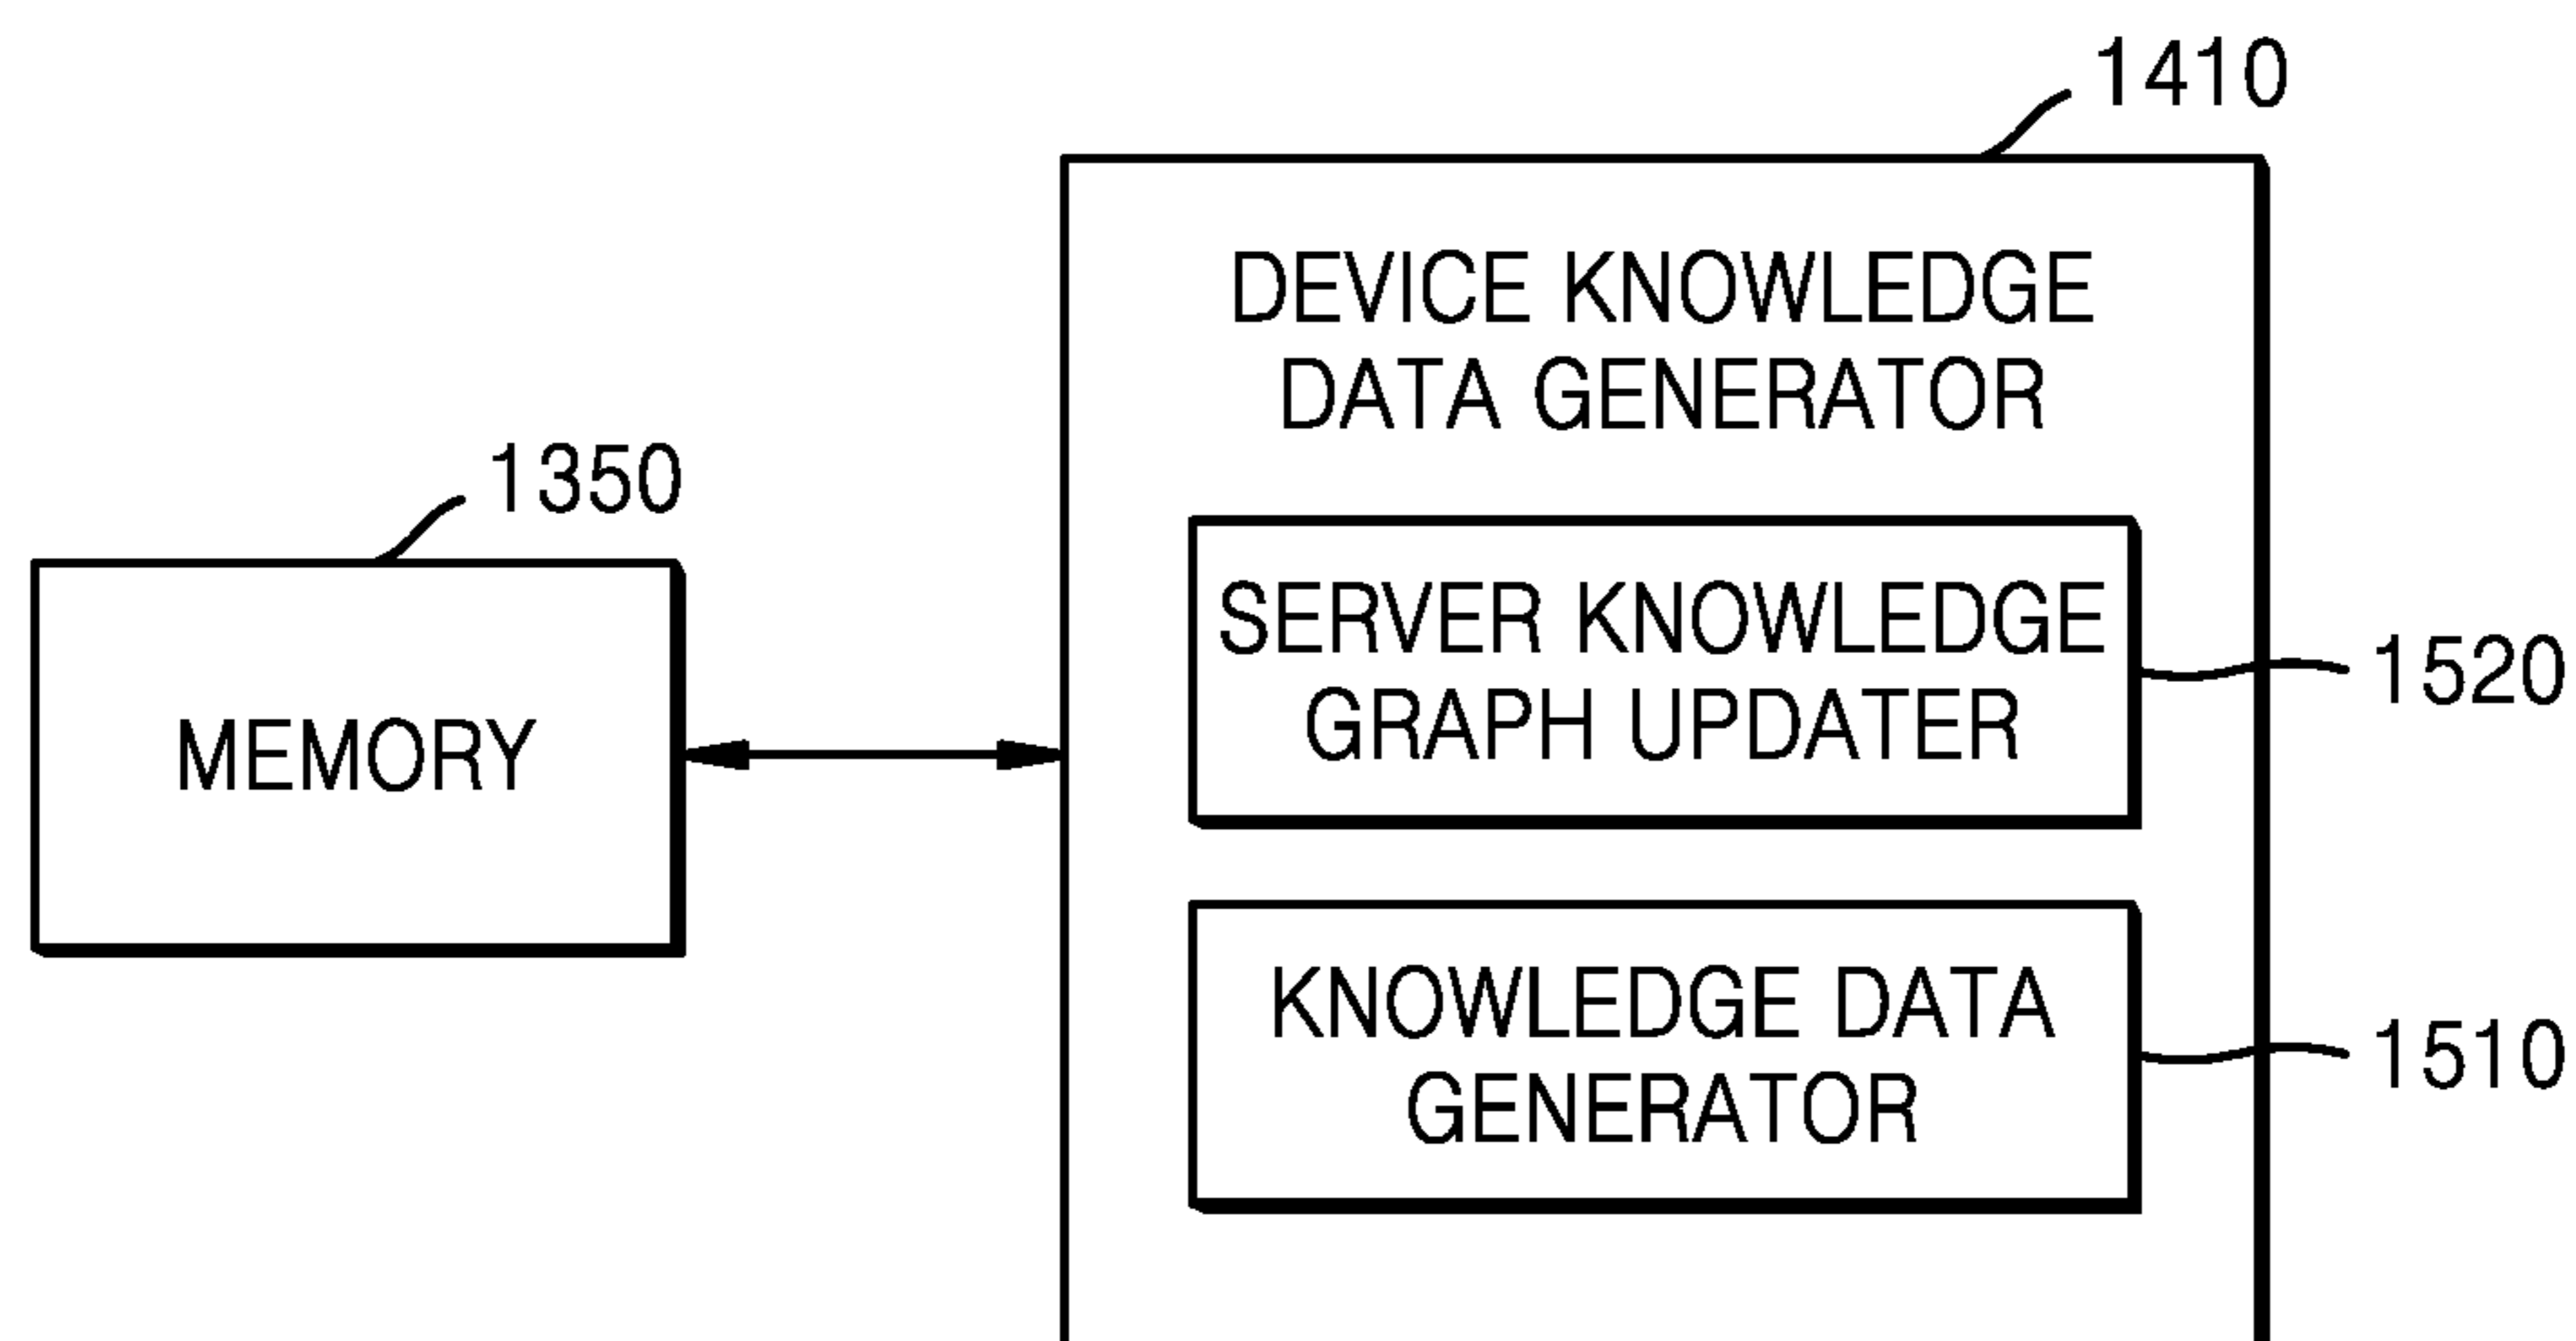 1410
DEVICE KNOWLEDGE
DATA GENERATOR
1350
MEMORY
SERVER KNOWLEDGE
GRAPH UPDATER
1520
KNOWLEDGE DATA
GENERATOR
1510